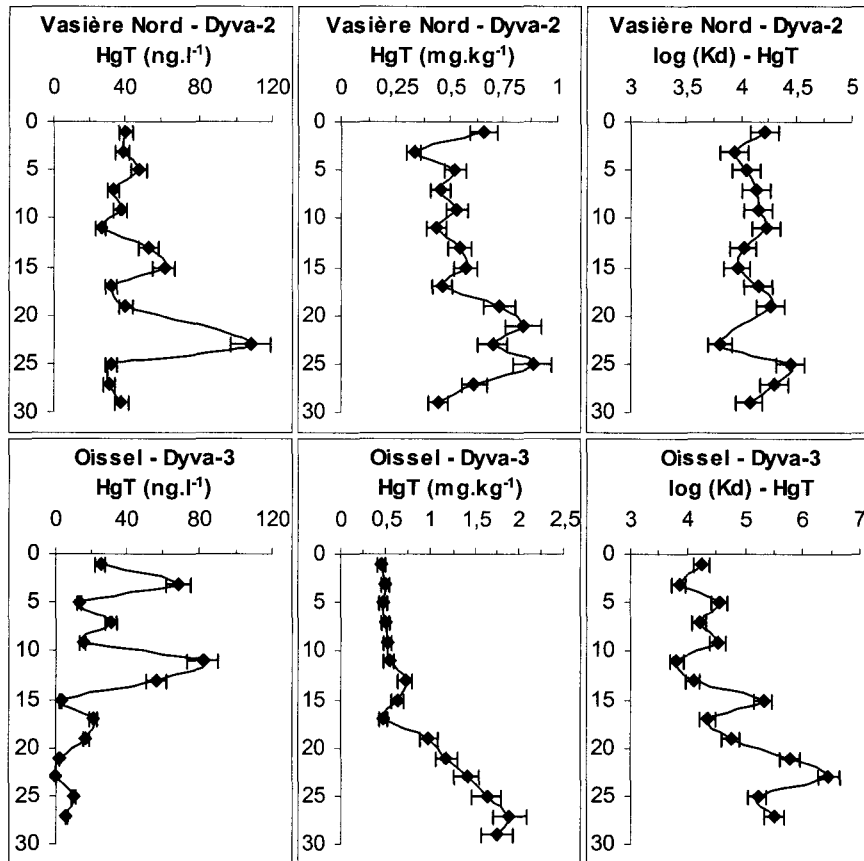 Vasière Nord - Dyva-2
HgT (ng.l⁻¹)
0 40 80 120
0
5
10
15
20
25
30
Vasière Nord - Dyva-2
HgT (mg.kg⁻¹)
0 0,25 0,5 0,75 1
0
5
10
15
20
25
30
Vasière Nord - Dyva-2
log (Kd) - HgT
3 3,5 4 4,5 5
0
5
10
15
20
25
30
Oissel - Dyva-3
HgT (ng.l⁻¹)
0 40 80 120
0
5
10
15
20
25
30
Oissel - Dyva-3
HgT (mg.kg⁻¹)
0 0,5 1 1,5 2 2,5
0
5
10
15
20
25
30
Oissel - Dyva-3
log (Kd) - HgT
3 4 5 6 7
0
5
10
15
20
25
30